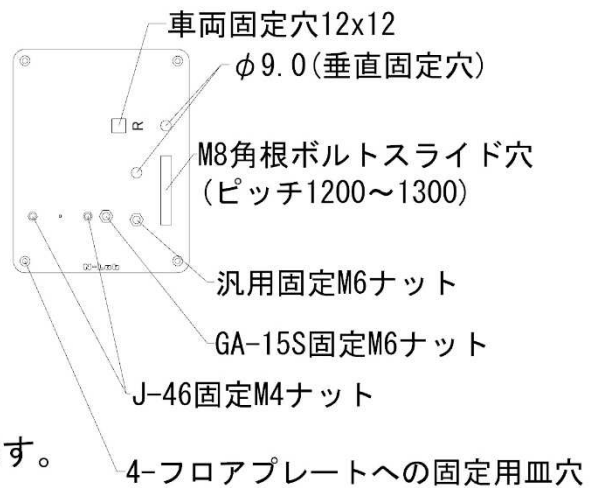 車両固定穴12x12
φ9.0(垂直固定穴)
R
M8角根ボルトスライド穴
(ピッチ1200～1300)
汎用固定M6ナット
GA-15S固定M6ナット
J-46固定M4ナット
す。
4-フロアプレートへの固定用皿穴